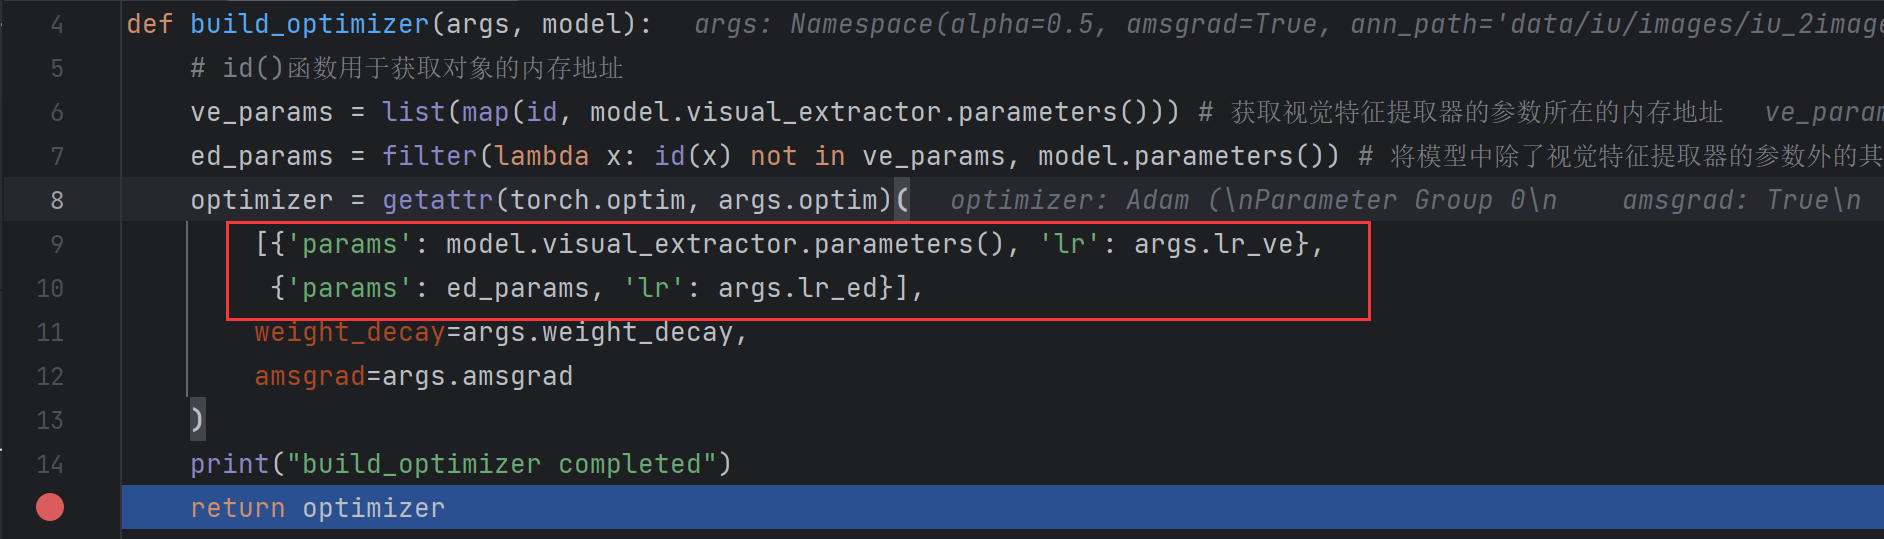 4 def build_optimizer(args, model):   args: Namespace(alpha=0.5, amsgrad=True, ann_path='data/iu/images/iu_2image
5     # id()函数用于获取对象的内存地址
6     ve_params = list(map(id, model.visual_extractor.parameters())) # 获取视觉特征提取器的参数所在的内存地址   ve_param
7     ed_params = filter(lambda x: id(x) not in ve_params, model.parameters()) # 将模型中除了视觉特征提取器的参数外的其
8     optimizer = getattr(torch.optim, args.optim)(   optimizer: Adam (\nParameter Group 0\n    amsgrad: True\n
9         [{'params': model.visual_extractor.parameters(), 'lr': args.lr_ve},
10          {'params': ed_params, 'lr': args.lr_ed}],
11         weight_decay=args.weight_decay,
12         amsgrad=args.amsgrad
13     )
14     print("build_optimizer completed")
    return optimizer